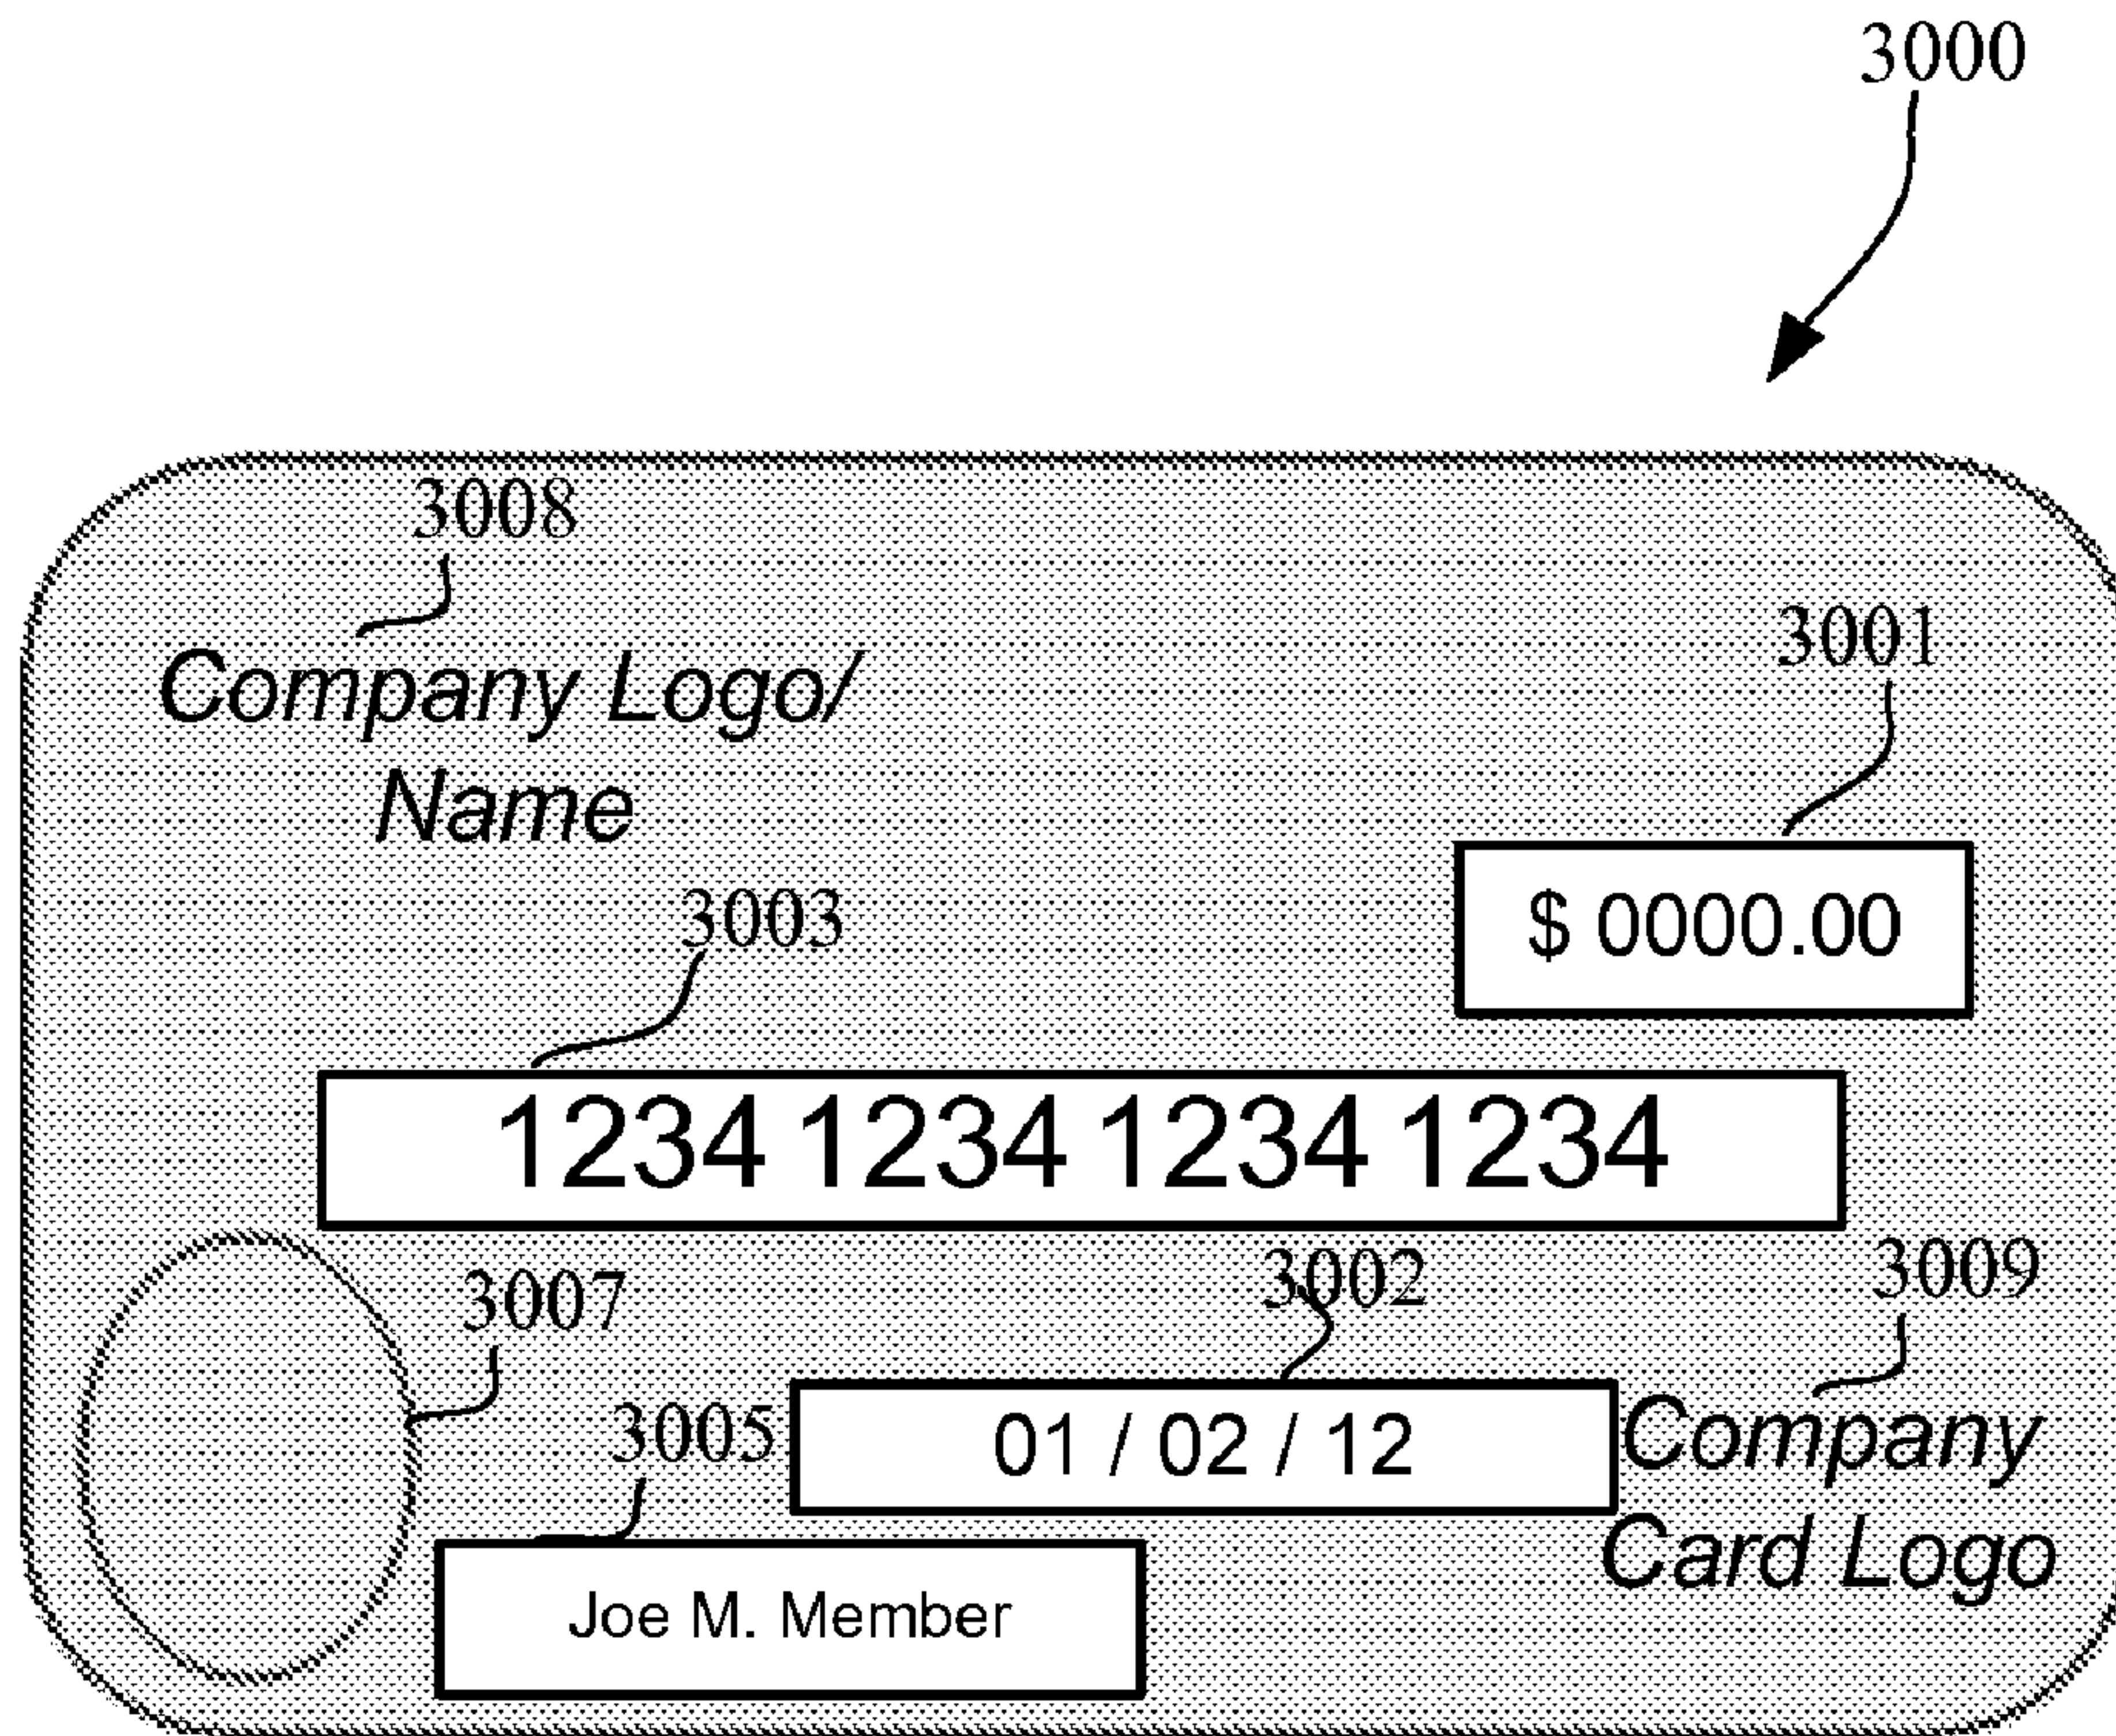 3000
3008
Company Logo/
Name
3001
$ 0000.00
3003
1234 1234 1234 1234
3007
3002
3009
01 / 02 / 12
Company
Card Logo
3005
Joe M. Member